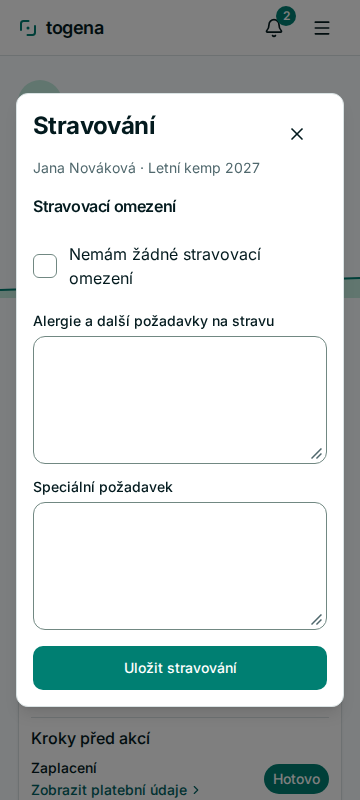 togena
2
Stravování
Jana Nováková · Letní kemp 2027
Stravovací omezení
Nemám žádné stravovací
omezení
Alergie a další požadavky na stravu
Speciální požadavek
Uložit stravování
Kroky před akcí
Zaplacení
Zobrazit platební údaje
Hotovo